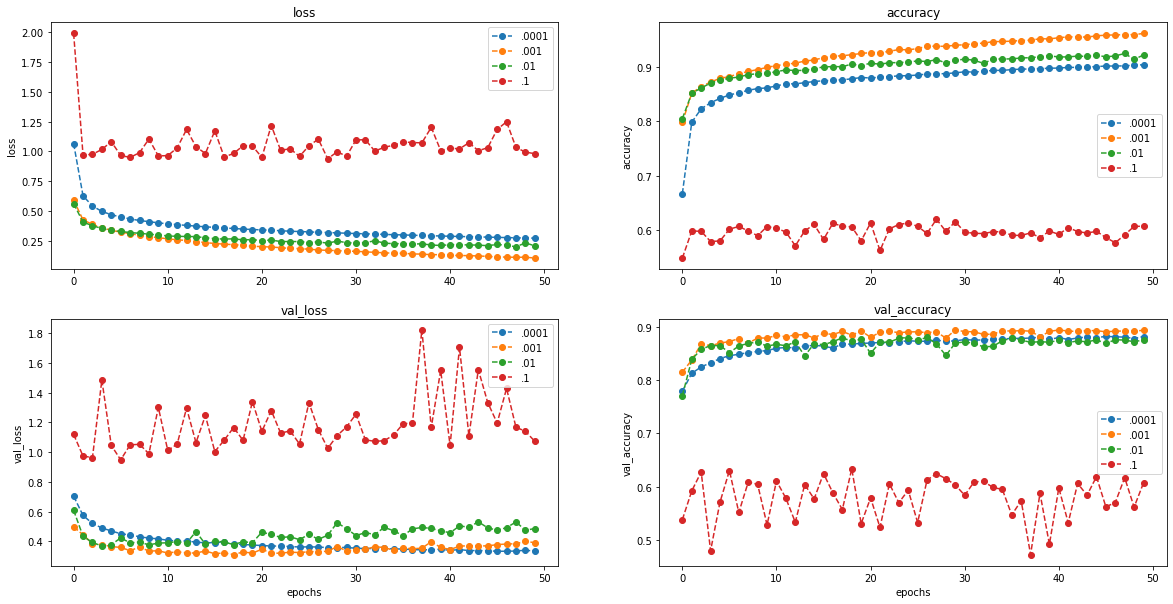 loss
loss
2.00
1.75
1.50
1.25
1.00
0.75
0.50
0.25
0 10 20 30 40 50
.0001
.001
.01
.1
accuracy
accuracy
0.9
0.8
0.7
0.6
0 10 20 30 40 50
.0001
.001
.01
.1
val_loss
val_loss
1.8
1.6
1.4
1.2
1.0
0.8
0.6
0.4
0 10 20 30 40 50
epochs
.0001
.001
.01
.1
val_accuracy
val_accuracy
0.9
0.8
0.7
0.6
0.5
0 10 20 30 40 50
epochs
.0001
.001
.01
.1